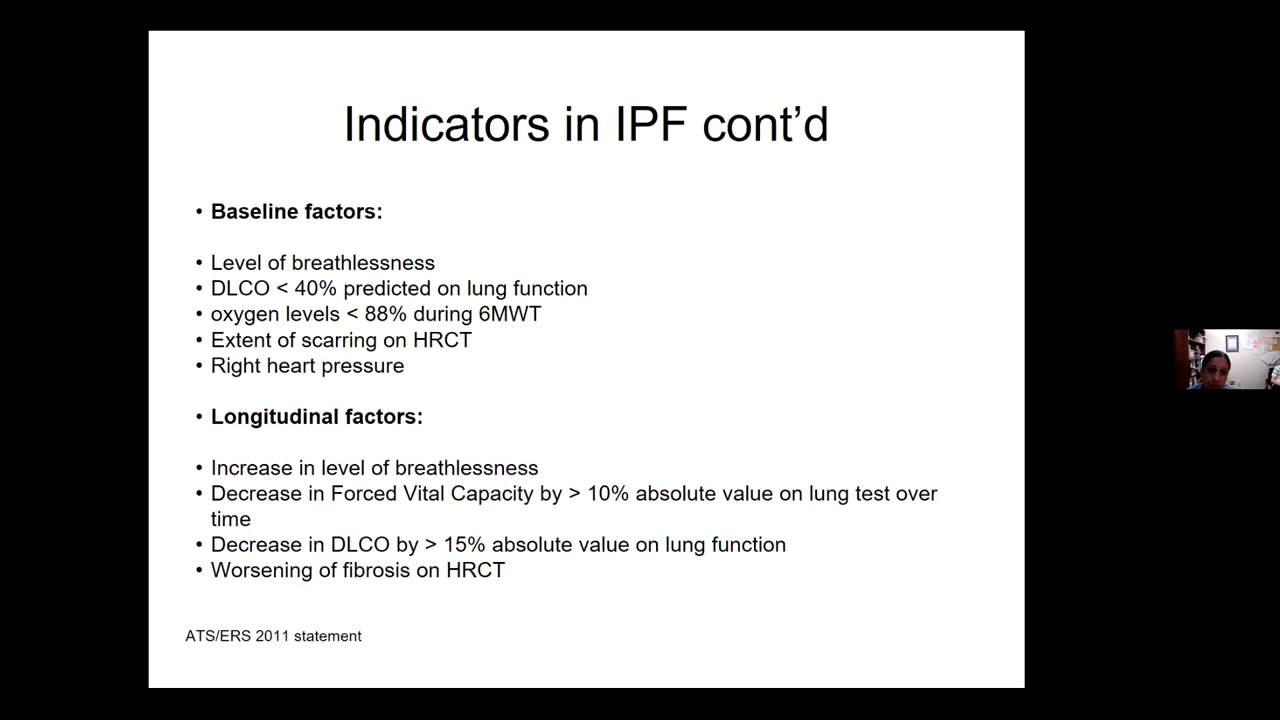 Indicators in IPF cont’d
• Baseline factors:
• Level of breathlessness
• DLCO < 40% predicted on lung function
• oxygen levels < 88% during 6MWT
• Extent of scarring on HRCT
• Right heart pressure
• Longitudinal factors:
• Increase in level of breathlessness
• Decrease in Forced Vital Capacity by > 10% absolute value on lung test over
time
• Decrease in DLCO by > 15% absolute value on lung function
• Worsening of fibrosis on HRCT
ATS/ERS 2011 statement